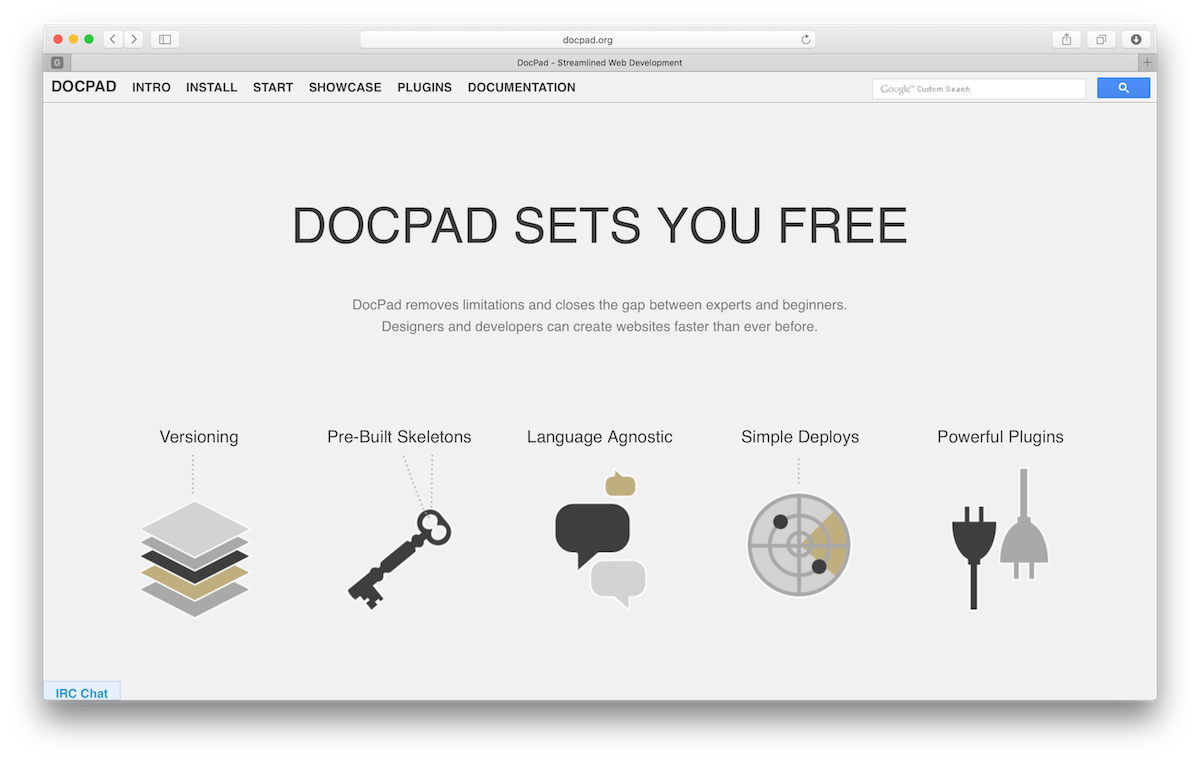 docpad.org
G
DocPad - Streamlined Web Development
DOCPAD INTRO INSTALL START SHOWCASE PLUGINS DOCUMENTATION
Google™ Custom Search
DOCPAD SETS YOU FREE
DocPad removes limitations and closes the gap between experts and beginners.
Designers and developers can create websites faster than ever before.
Versioning Pre-Built Skeletons Language Agnostic Simple Deploys Powerful Plugins
IRC Chat